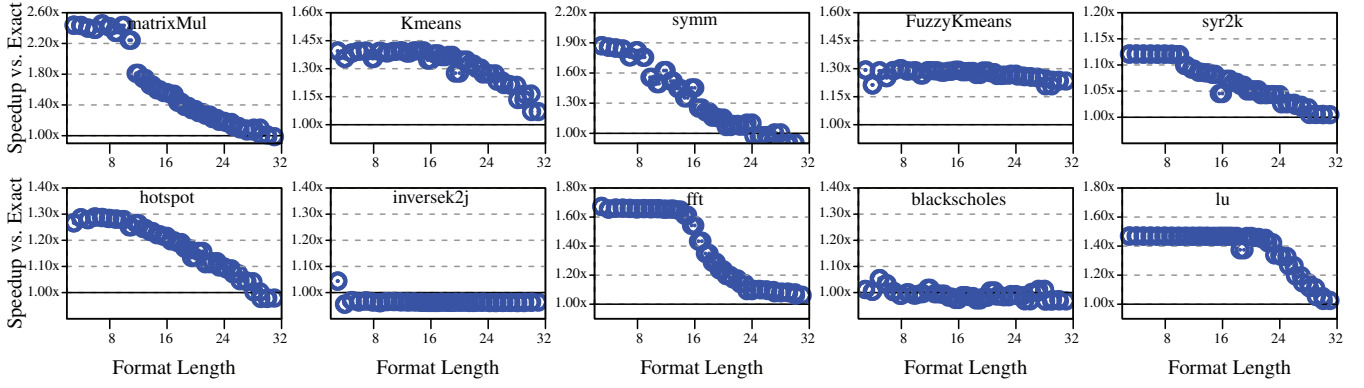 matrixMul
Kmeans
symm
FuzzyKmeans
syr2k
Speedup vs. Exact
2.60x
2.20x
1.80x
1.40x
1.00x
8 16 24 32
1.60x
1.45x
1.30x
1.15x
1.00x
8 16 24 32
2.20x
1.90x
1.60x
1.30x
1.00x
8 16 24 32
1.60x
1.45x
1.30x
1.15x
1.00x
8 16 24 32
1.20x
1.15x
1.10x
1.05x
1.00x
8 16 24 32
hotspot
inversek2j
fft
blackscholes
lu
Speedup vs. Exact
1.40x
1.30x
1.20x
1.10x
1.00x
8 16 24 32
1.40x
1.30x
1.20x
1.10x
1.00x
8 16 24 32
1.80x
1.60x
1.40x
1.20x
1.00x
8 16 24 32
1.40x
1.30x
1.20x
1.10x
1.00x
8 16 24 32
1.80x
1.60x
1.40x
1.20x
1.00x
8 16 24 32
Format Length
Format Length
Format Length
Format Length
Format Length